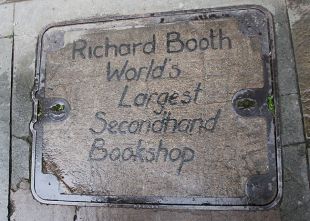 Richard Booth
World's
Largest
Secondhand
Bookshop